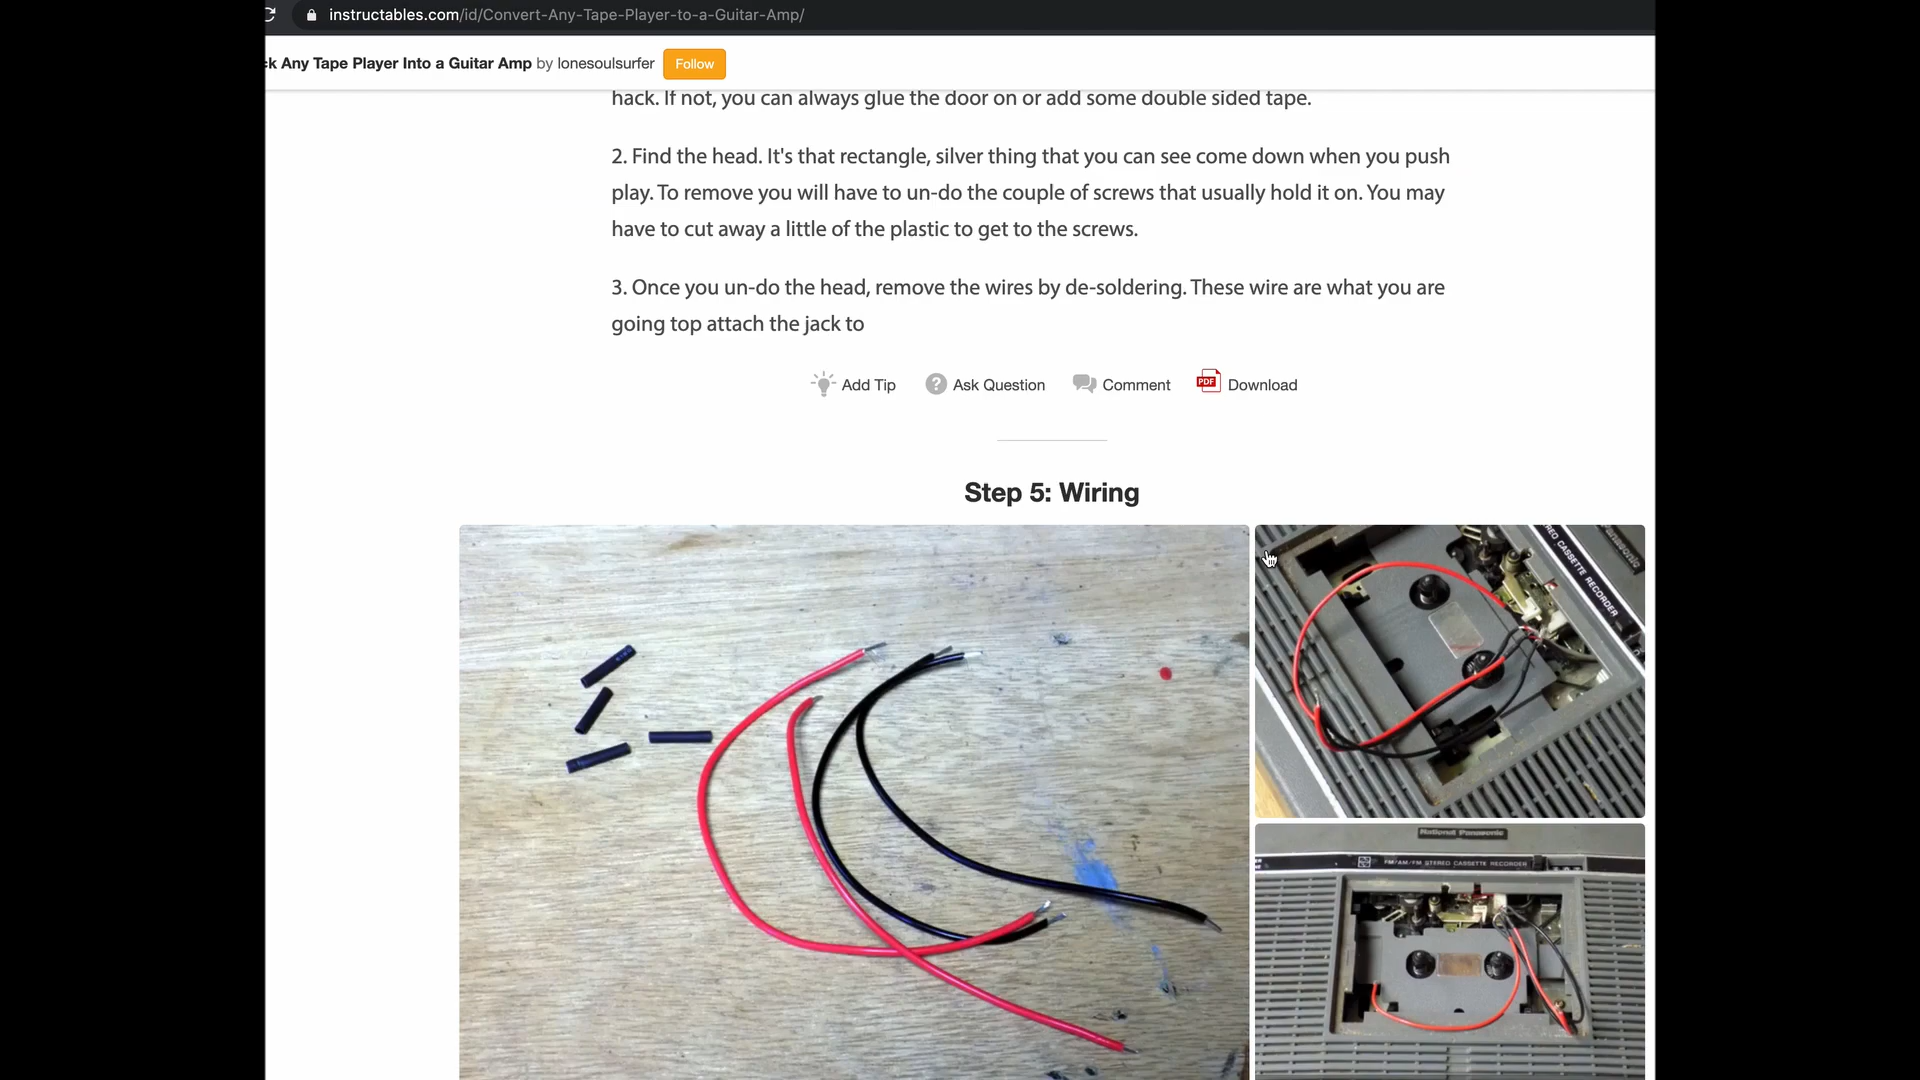 instructables.com/id/Convert-Any-Tape-Player-to-a-Guitar-Amp/
ck Any Tape Player Into a Guitar Amp by lonesoulsurfer Follow
hack. If not, you can always glue the door on or add some double sided tape.
2. Find the head. It's that rectangle, silver thing that you can see come down when you push
play. To remove you will have to un-do the couple of screws that usually hold it on. You may
have to cut away a little of the plastic to get to the screws.
3. Once you un-do the head, remove the wires by de-soldering. These wire are what you are
going top attach the jack to
Add Tip
Ask Question
Comment
PDF Download
Step 5: Wiring
EREO CASSETTE RECORDER
Panasonic
National Panasonic
FM/AM/FM STEREO CASSETTE RECORDER